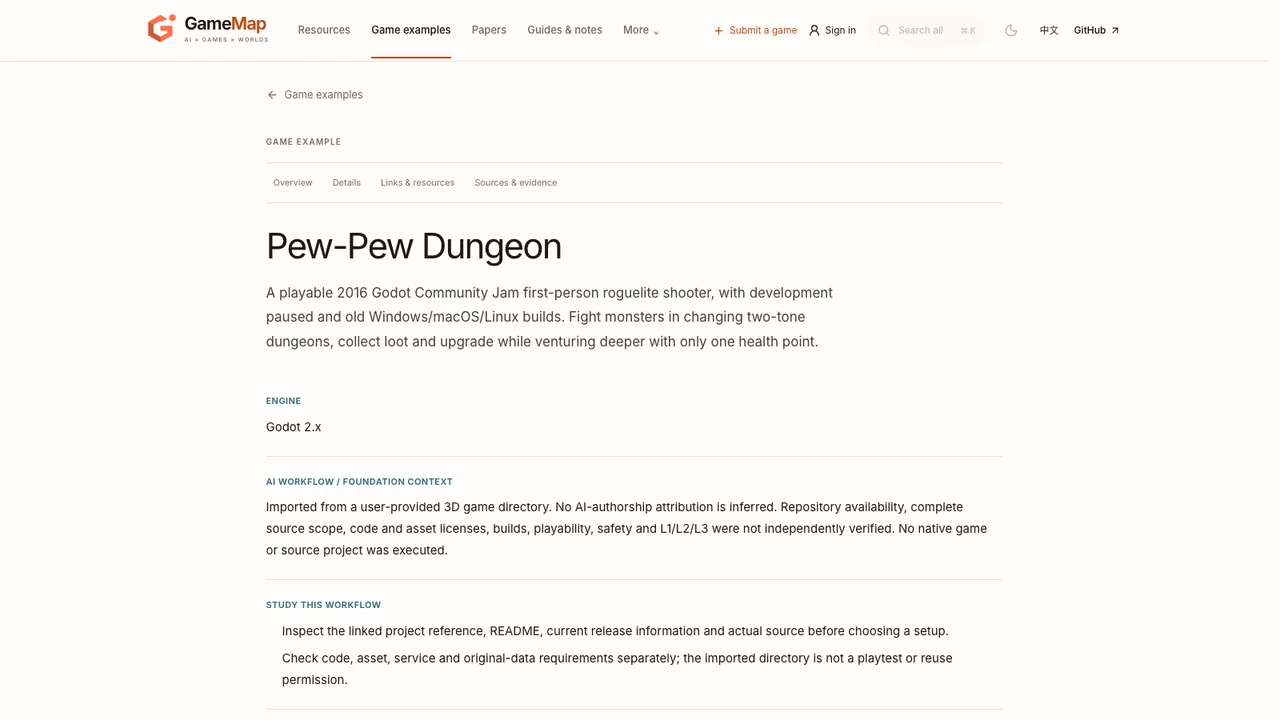 GameMap
AI × GAMES × WORLDS
Resources
Game examples
Papers
Guides & notes
More
Submit a game
Sign in
Search all
⌘ K
中文
GitHub
Game examples
GAME EXAMPLE
Overview
Details
Links & resources
Sources & evidence
Pew-Pew Dungeon
A playable 2016 Godot Community Jam first-person roguelite shooter, with development
paused and old Windows/macOS/Linux builds. Fight monsters in changing two-tone
dungeons, collect loot and upgrade while venturing deeper with only one health point.
ENGINE
Godot 2.x
AI WORKFLOW / FOUNDATION CONTEXT
Imported from a user-provided 3D game directory. No AI-authorship attribution is inferred. Repository availability, complete
source scope, code and asset licenses, builds, playability, safety and L1/L2/L3 were not independently verified. No native game
or source project was executed.
STUDY THIS WORKFLOW
Inspect the linked project reference, README, current release information and actual source before choosing a setup.
Check code, asset, service and original-data requirements separately; the imported directory is not a playtest or reuse
permission.